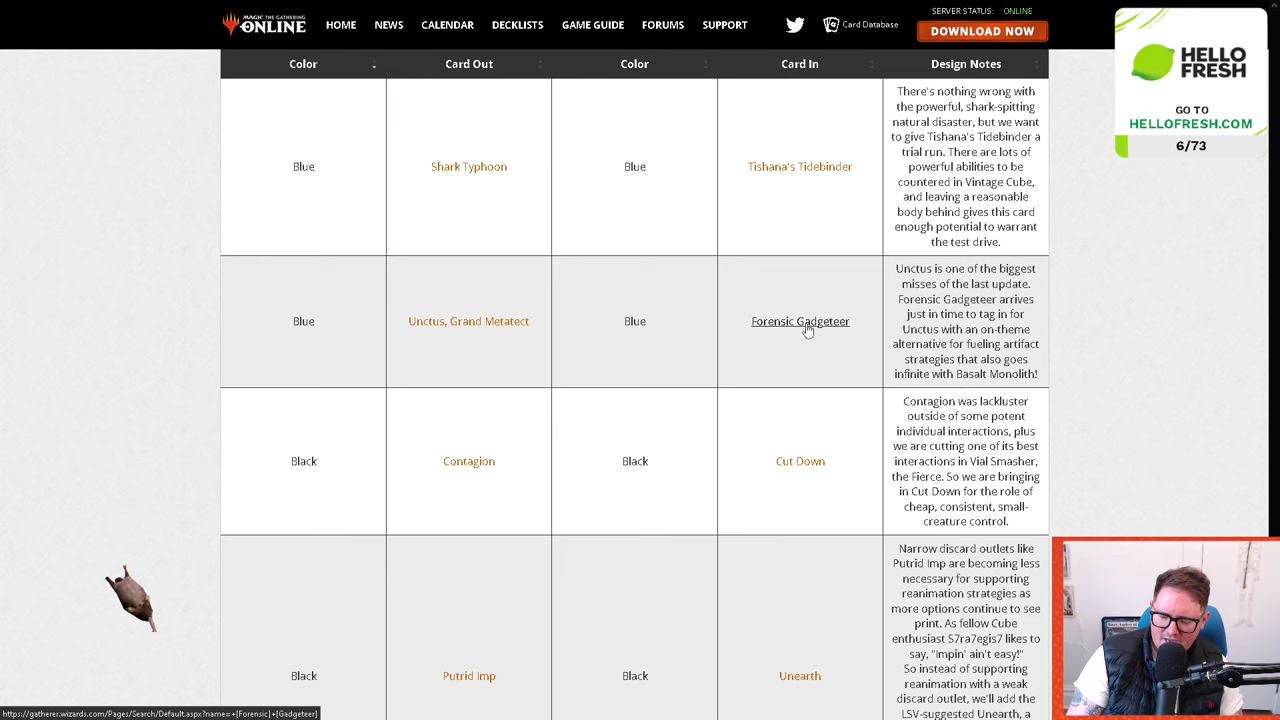 MAGIC THE GATHERING
ONLINE
HOME
NEWS
CALENDAR
DECKLISTS
GAME GUIDE
FORUMS
SUPPORT
Card Database
SERVER STATUS: ONLINE
DOWNLOAD NOW
HELLO
FRESH
GO TO
HELLOFRESH.COM
6/73
Color
Card Out
Color
Card In
Design Notes
Blue
Shark Typhoon
Blue
Tishana's Tidebinder
There's nothing wrong with
the powerful, shark-spitting
natural disaster, but we want
to give Tishana's Tidebinder a
trial run. There are lots of
powerful abilities to be
countered in Vintage Cube,
and leaving a reasonable
body behind gives this card
enough potential to warrant
the test drive.
Blue
Unctus, Grand Metatect
Blue
Forensic Gadgeteer
Unctus is one of the biggest
misses of the last update.
Forensic Gadgeteer arrives
just in time to tag in for
Unctus with an on-theme
alternative for fueling artifact
strategies that also goes
infinite with Basalt Monolith!
Black
Contagion
Black
Cut Down
Contagion was lackluster
outside of some potent
individual interactions, plus
we are cutting one of its best
interactions in Vial Smasher,
the Fierce. So we are bringing
in Cut Down for the role of
cheap, consistent, small-
creature control.
Black
Putrid Imp
Black
Unearth
Narrow discard outlets like
Putrid Imp are becoming less
necessary for supporting
reanimation strategies as
more options continue to see
print. As fellow Cube
enthusiast S7ra7egis7 likes to
say, "Impin' ain't easy!"
So instead of supporting
reanimation with a weak
discard outlet, we'll add the
LSV-suggested Unearth, a
https://gatherer.wizards.com/Pages/Search/Default.aspx?name=+[Forensic]+[Gadgeteer]